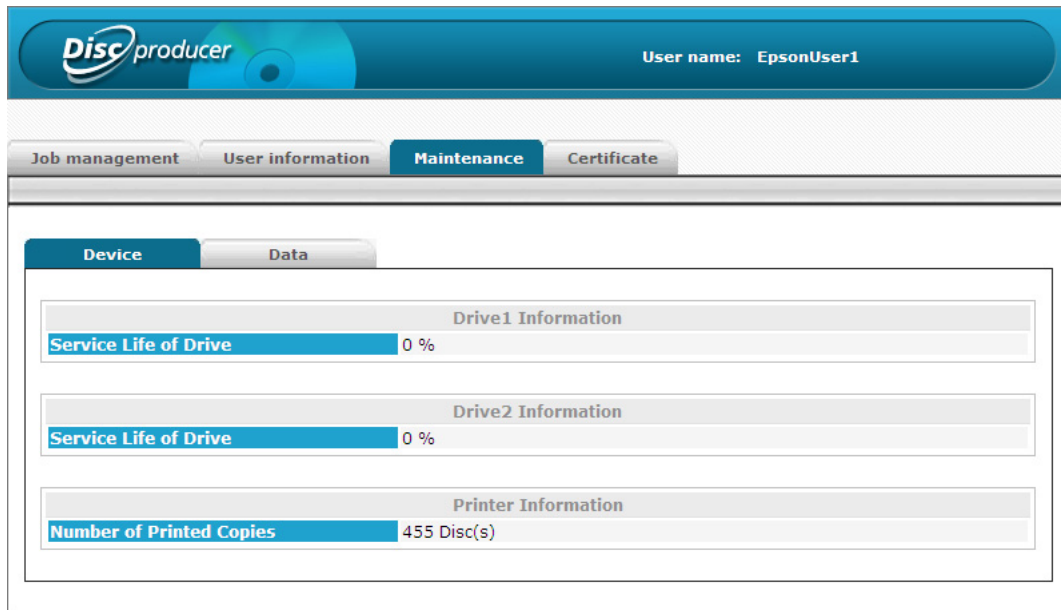 Disc producer
User name: EpsonUser1
Job management User information Maintenance Certificate
Device Data
Drive1 Information
Service Life of Drive 0 %
Drive2 Information
Service Life of Drive 0 %
Printer Information
Number of Printed Copies 455 Disc(s)